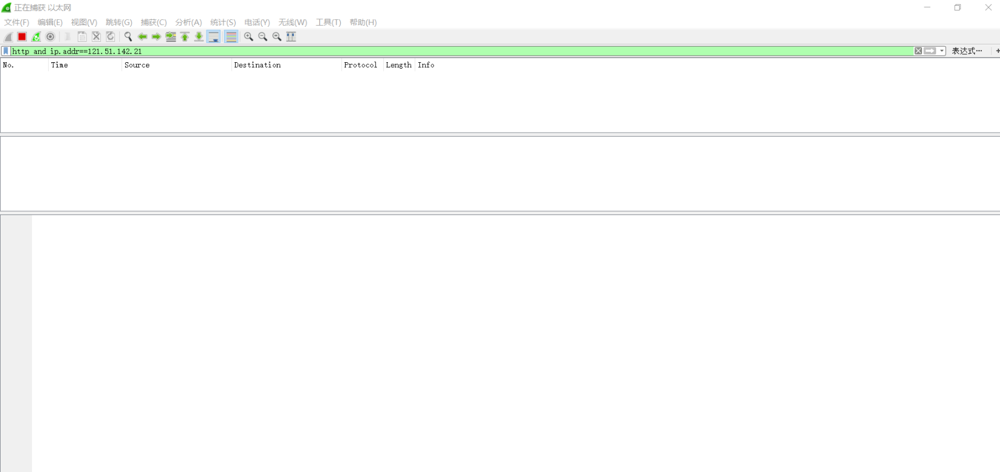 正在捕获 以太网
文件(F) 编辑(E) 视图(V) 跳转(G) 捕获(C) 分析(A) 统计(S) 电话(Y) 无线(W) 工具(T) 帮助(H)
http and ip.addr==121.51.142.21 表达式… +
No. Time Source Destination Protocol Length Info